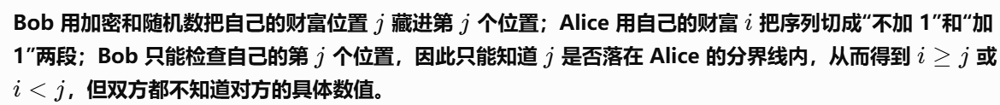 Bob 用加密和随机数把自己的财富位置 j 藏进第 j 个位置；Alice 用自己的财富 i 把序列切成“不加 1”和“加
1”两段；Bob 只能检查自己的第 j 个位置，因此只能知道 j 是否落在 Alice 的分界线内，从而得到 i ≥ j 或
i < j，但双方都不知道对方的具体数值。